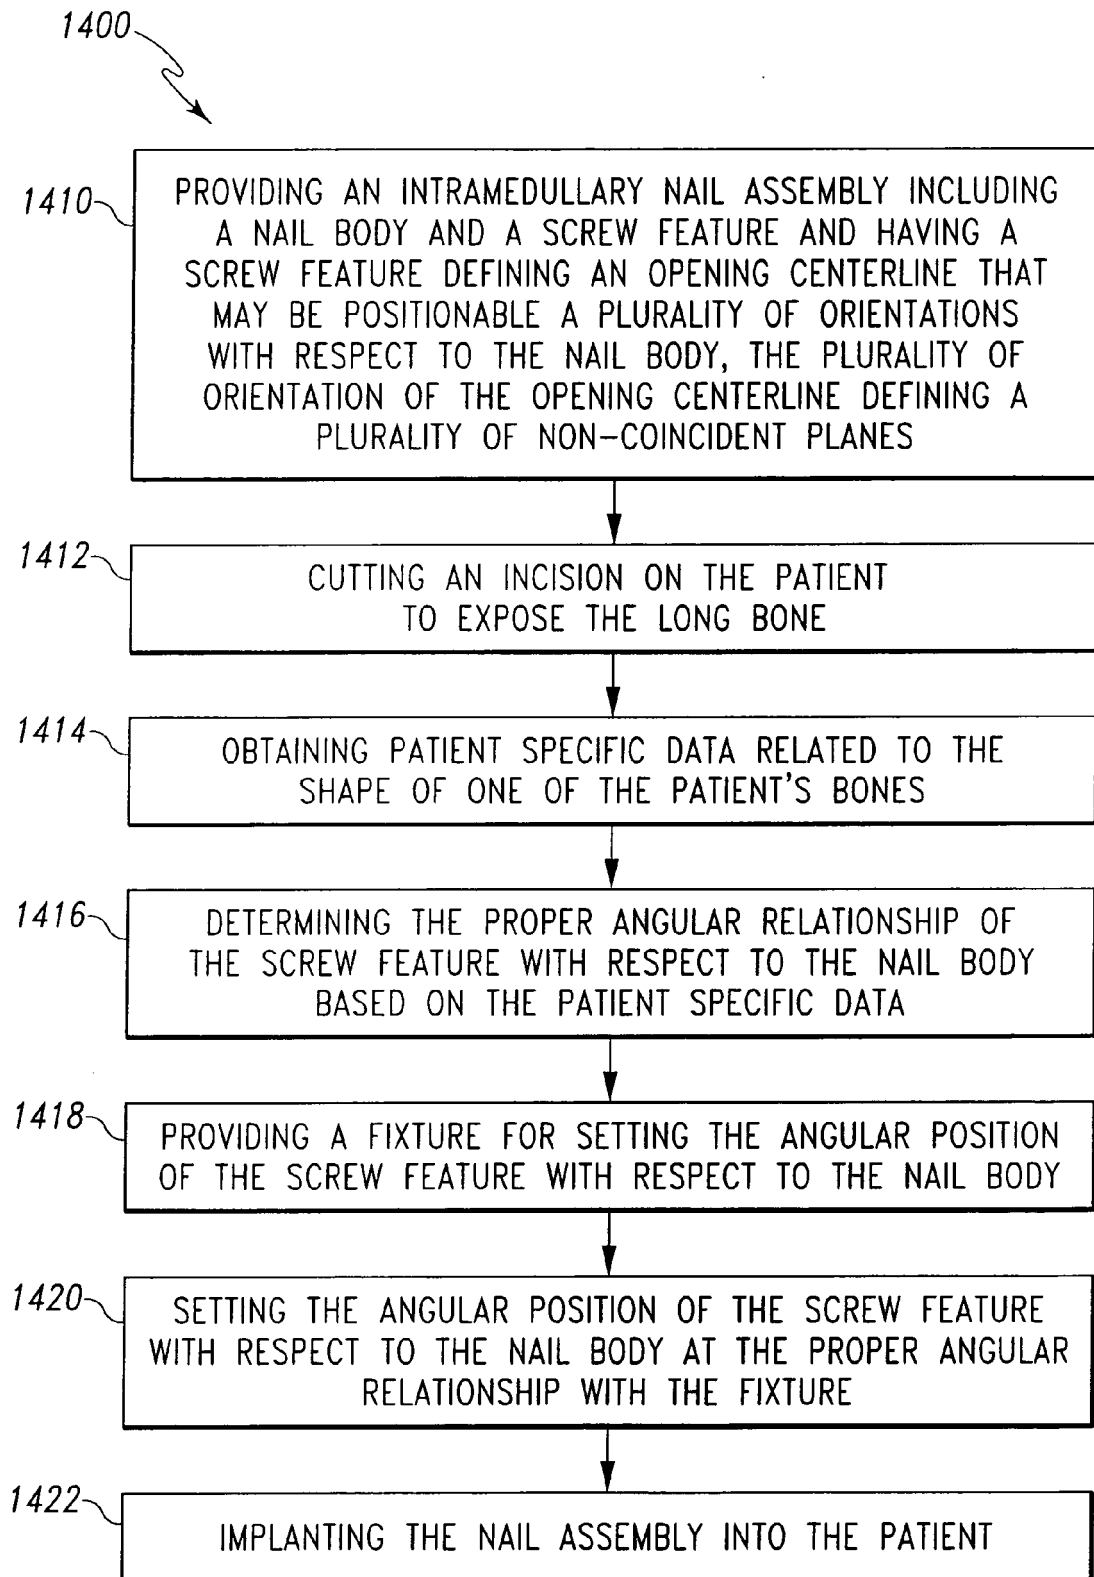 1400
1410
PROVIDING AN INTRAMEDULLARY NAIL ASSEMBLY INCLUDING
A NAIL BODY AND A SCREW FEATURE AND HAVING A
SCREW FEATURE DEFINING AN OPENING CENTERLINE THAT
MAY BE POSITIONABLE A PLURALITY OF ORIENTATIONS
WITH RESPECT TO THE NAIL BODY, THE PLURALITY OF
ORIENTATION OF THE OPENING CENTERLINE DEFINING A
PLURALITY OF NON-COINCIDENT PLANES
1412
CUTTING AN INCISION ON THE PATIENT
TO EXPOSE THE LONG BONE
1414
OBTAINING PATIENT SPECIFIC DATA RELATED TO THE
SHAPE OF ONE OF THE PATIENT'S BONES
1416
DETERMINING THE PROPER ANGULAR RELATIONSHIP OF
THE SCREW FEATURE WITH RESPECT TO THE NAIL BODY
BASED ON THE PATIENT SPECIFIC DATA
1418
PROVIDING A FIXTURE FOR SETTING THE ANGULAR POSITION
OF THE SCREW FEATURE WITH RESPECT TO THE NAIL BODY
1420
SETTING THE ANGULAR POSITION OF THE SCREW FEATURE
WITH RESPECT TO THE NAIL BODY AT THE PROPER ANGULAR
RELATIONSHIP WITH THE FIXTURE
1422
IMPLANTING THE NAIL ASSEMBLY INTO THE PATIENT